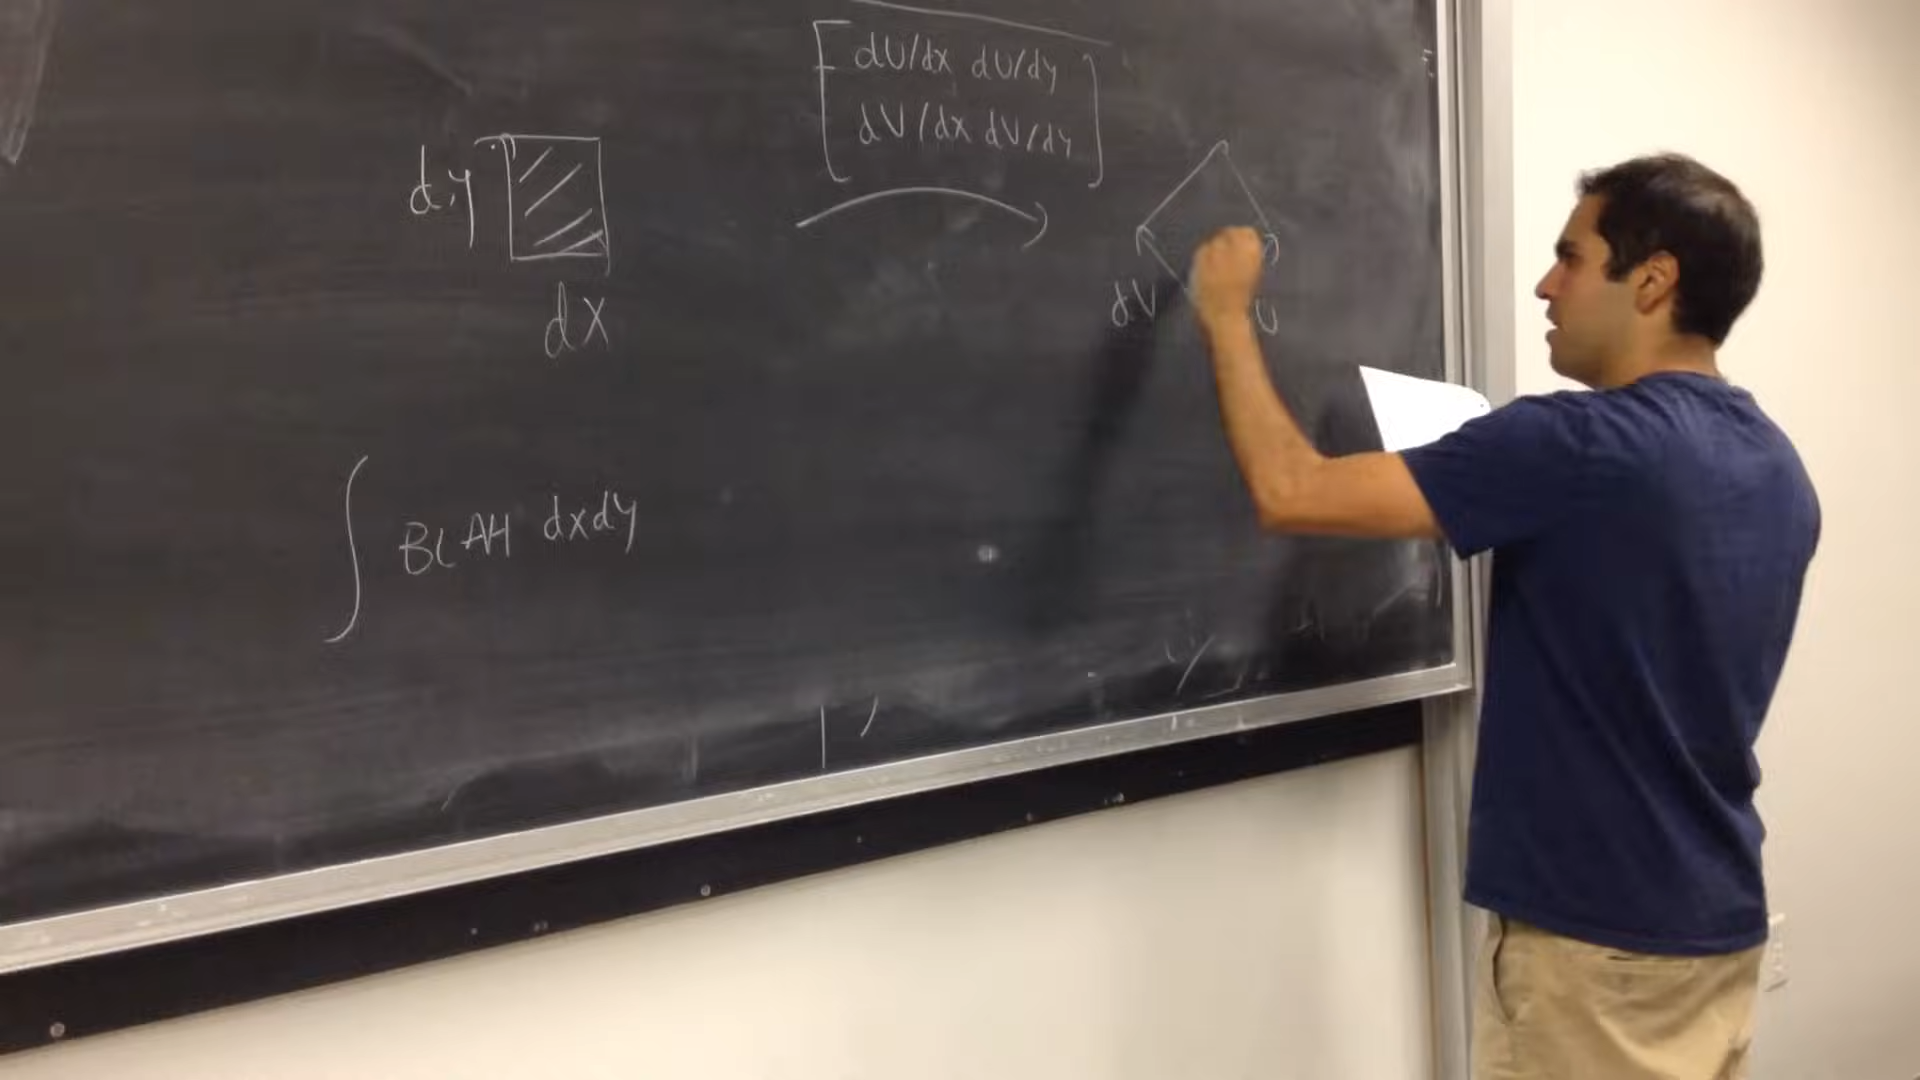 dU/dx dU/dy
dV/dx dV/dy
dy
dx
dV U
∫ BLAH dxdy